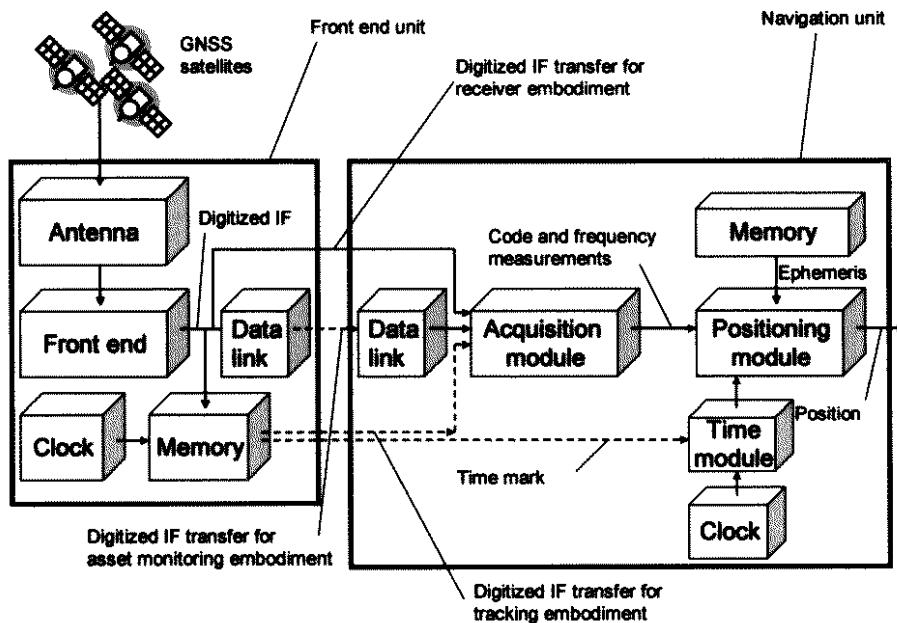 GNSS
satellites
Front end unit
Navigation unit
Digitized IF transfer for
receiver embodiment
Antenna
Digitized IF
Front end
Data
link
Clock
Memory
Data
link
Acquisition
module
Code and frequency
measurements
Memory
Ephemeris
Positioning
module
Position
Time
module
Time mark
Clock
Digitized IF transfer for
asset monitoring embodiment
Digitized IF transfer for
tracking embodiment